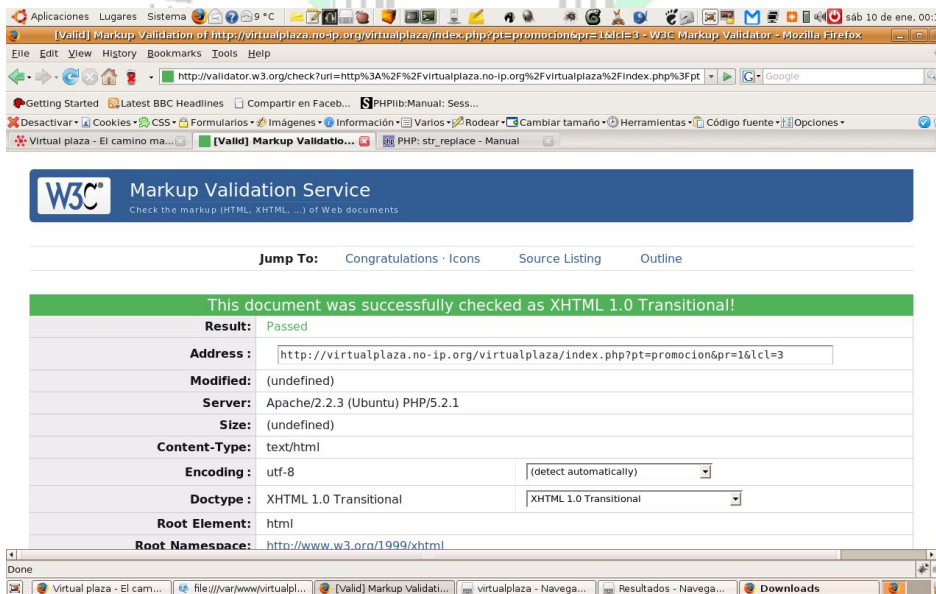 Aplicaciones Lugares Sistema 9 °C sáb 10 de ene, 00:
[Valid] Markup Validation of http://virtualplaza.no-ip.org/virtualplaza/index.php?pt=promocion&pr=1&lcl=3 - W3C Markup Validator - Mozilla Firefox
File Edit View History Bookmarks Tools Help
http://validator.w3.org/check?uri=http%3A%2F%2Fvirtualplaza.no-ip.org%2Fvirtualplaza%2Findex.php%3Fpt Google
Getting Started Latest BBC Headlines Compartir en Faceb... PHPlib:Manual: Sess...
Desactivar Cookies CSS Formularios Imágenes Información Varios Rodear Cambiar tamaño Herramientas Código fuente Opciones
Virtual plaza - El camino ma... [Valid] Markup Validatio... PHP: str_replace - Manual
W3C® Markup Validation Service
Check the markup (HTML, XHTML, ...) of Web documents
Jump To: Congratulations · Icons Source Listing Outline
This document was successfully checked as XHTML 1.0 Transitional!
Result: Passed
Address : http://virtualplaza.no-ip.org/virtualplaza/index.php?pt=promocion&pr=1&lcl=3
Modified: (undefined)
Server: Apache/2.2.3 (Ubuntu) PHP/5.2.1
Size: (undefined)
Content-Type: text/html
Encoding : utf-8 (detect automatically)
Doctype : XHTML 1.0 Transitional XHTML 1.0 Transitional
Root Element: html
Root Namespace: http://www.w3.org/1999/xhtml
Done
Virtual plaza - El cam... file:///var/www/virtualpl... [Valid] Markup Validati... virtualplaza - Navega... Resultados - Navega... Downloads